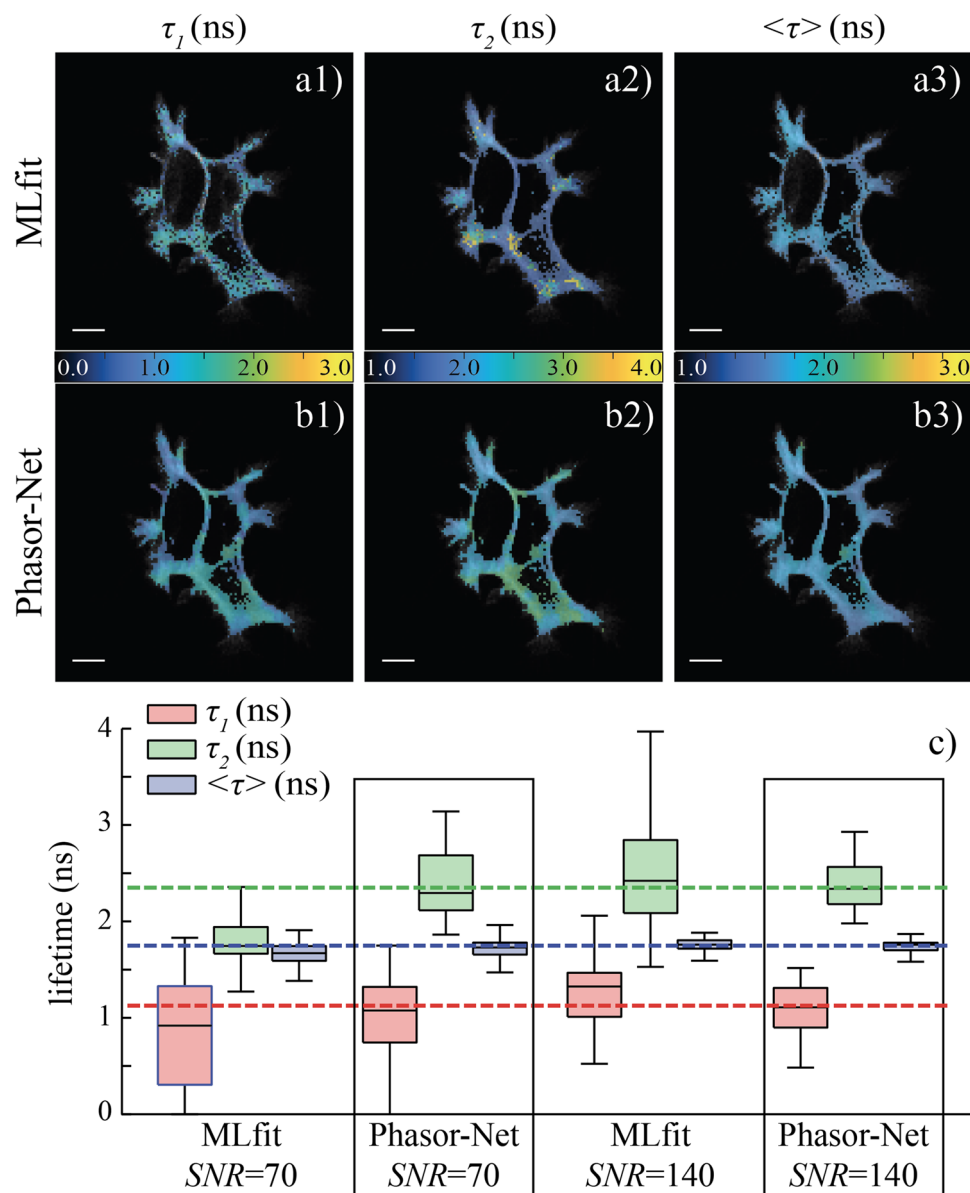 τ1 (ns) τ2 (ns) <τ> (ns)
MLfit
a1) a2) a3)
0.0 1.0 2.0 3.0 1.0 2.0 3.0 4.0 1.0 2.0 3.0
Phasor-Net
b1) b2) b3)
c)
τ1 (ns)
τ2 (ns)
<τ> (ns)
lifetime (ns)
4
3
2
1
0
MLfit Phasor-Net MLfit Phasor-Net
SNR=70 SNR=70 SNR=140 SNR=140